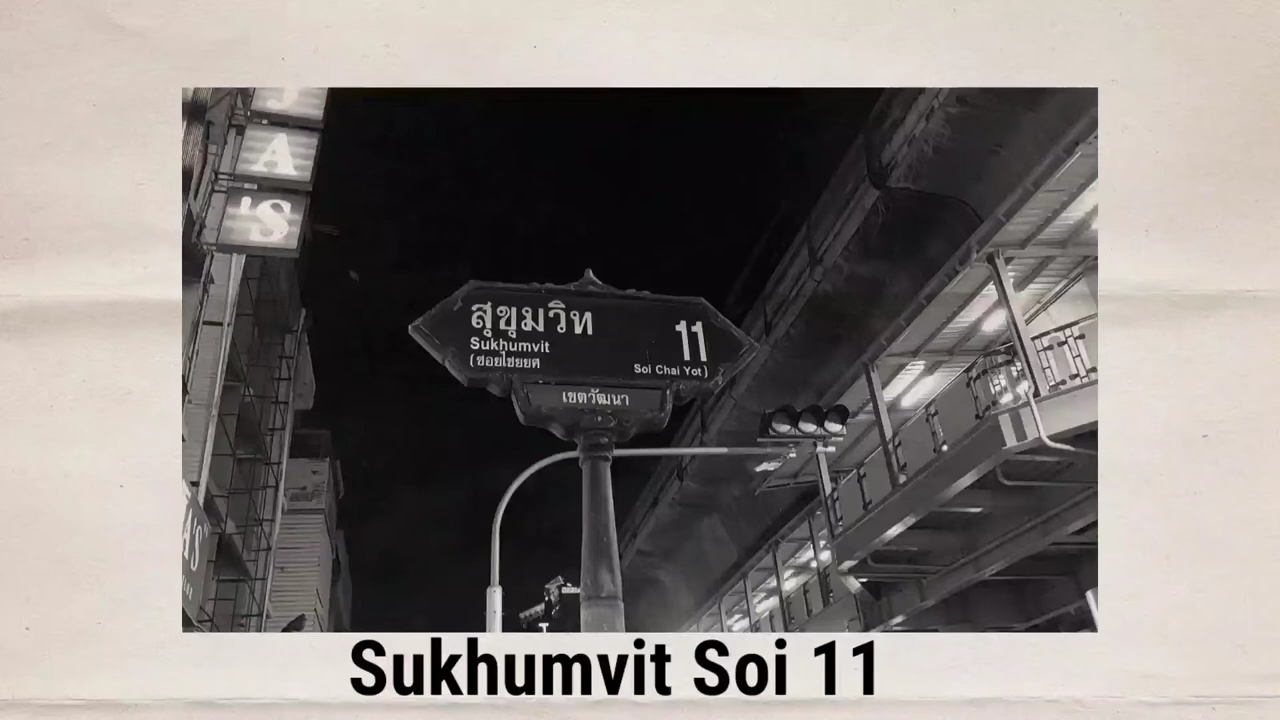 J
A
'S
สุขุมวิท 11
Sukhumvit
(ซอยไชยยศ Soi Chai Yot)
เขตวัฒนา
A'S
Sukhumvit Soi 11